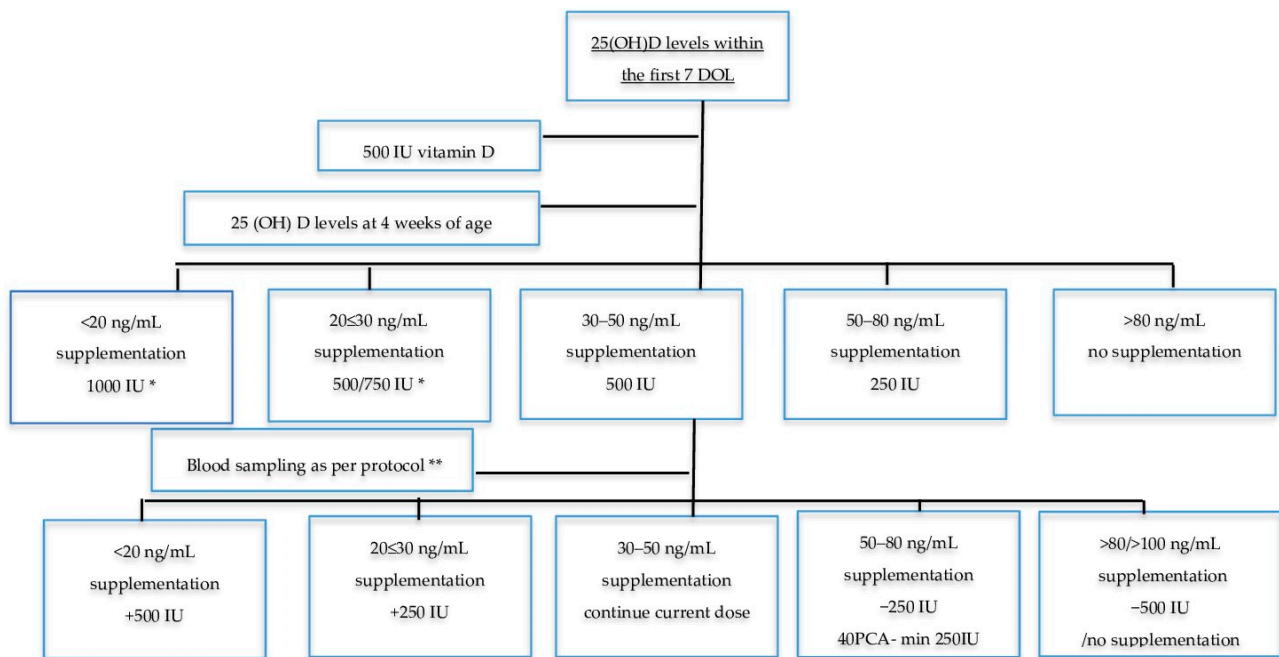 25(OH)D levels within
the first 7 DOL
500 IU vitamin D
25 (OH) D levels at 4 weeks of age
<20 ng/mL
supplementation
1000 IU *
20≤30 ng/mL
supplementation
500/750 IU *
30–50 ng/mL
supplementation
500 IU
50–80 ng/mL
supplementation
250 IU
>80 ng/mL
no supplementation
Blood sampling as per protocol **
<20 ng/mL
supplementation
+500 IU
20≤30 ng/mL
supplementation
+250 IU
30–50 ng/mL
supplementation
continue current dose
50–80 ng/mL
supplementation
−250 IU
40PCA- min 250IU
>80/>100 ng/mL
supplementation
−500 IU
/no supplementation